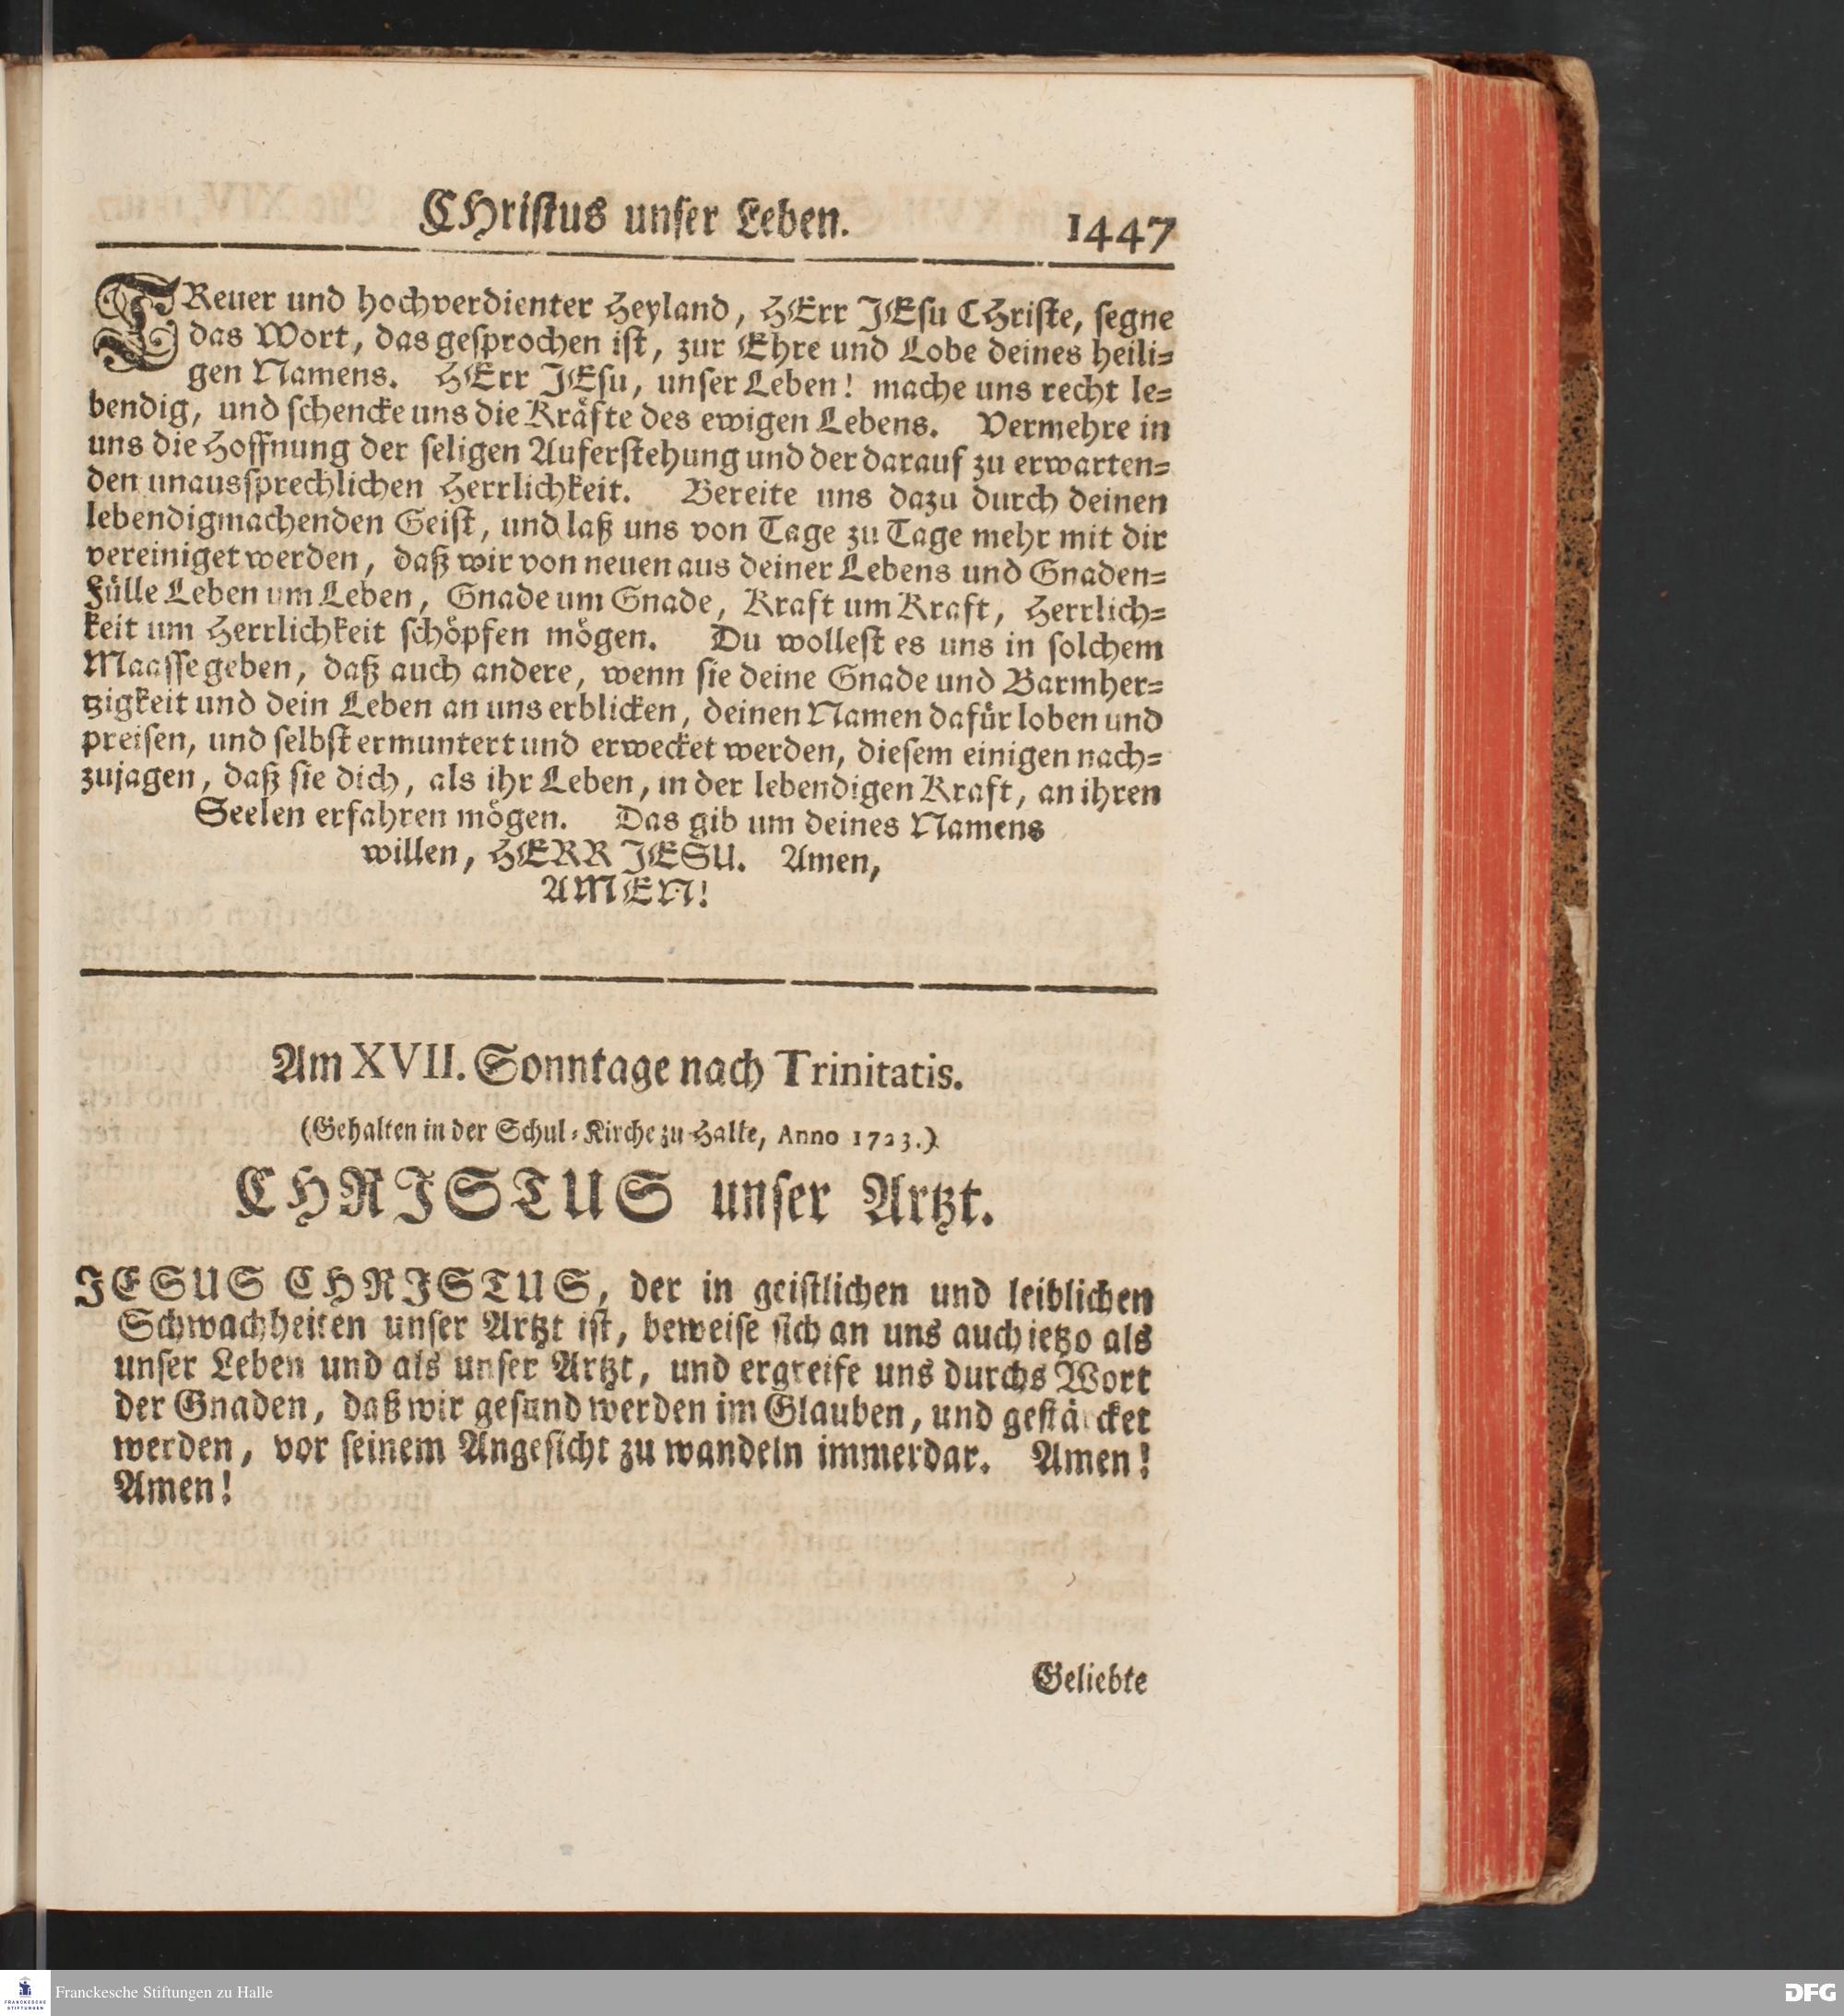 CHristus unser Leben. 1447
TReuer und hochverdienter Heyland, HErr JEsu CHriste, segne
das Wort, das gesprochen ist, zur Ehre und Lobe deines heili=
gen Namens. HErr JEsu, unser Leben! mache uns recht le=
bendig, und schencke uns die Kräfte des ewigen Lebens. Vermehre in
uns die Hoffnung der seligen Auferstehung und der darauf zu erwarten=
den unaussprechlichen Herrlichkeit. Bereite uns dazu durch deinen
lebendigmachenden Geist, und laß uns von Tage zu Tage mehr mit dir
vereiniget werden, daß wir von neuen aus deiner Lebens und Gnaden=
Fülle Leben um Leben, Gnade um Gnade, Kraft um Kraft, Herrlich=
keit um Herrlichkeit schöpfen mögen. Du wollest es uns in solchem
Maasse geben, daß auch andere, wenn sie deine Gnade und Barmher=
tzigkeit und dein Leben an uns erblicken, deinen Namen dafür loben und
preisen, und selbst ermuntert und erwecket werden, diesem einigen nach=
zujagen, daß sie dich, als ihr Leben, in der lebendigen Kraft, an ihren
Seelen erfahren mögen. Das gib um deines Namens
willen, HERR JESU. Amen,
AMEN!
Am XVII. Sonntage nach Trinitatis.
(Gehalten in der Schul=Kirche zu Halle, Anno 1723.)
CHRISTUS unser Artzt.
JESUS CHRISTUS, der in geistlichen und leiblichen
Schwachheiten unser Artzt ist, beweise sich an uns auch ietzo als
unser Leben und als unser Artzt, und ergreife uns durchs Wort
der Gnaden, daß wir gesund werden im Glauben, und gestärcket
werden, vor seinem Angesicht zu wandeln immerdar. Amen!
Amen!
Geliebte
FRANCKESCHE
STIFTUNGEN
Franckesche Stiftungen zu Halle
DFG